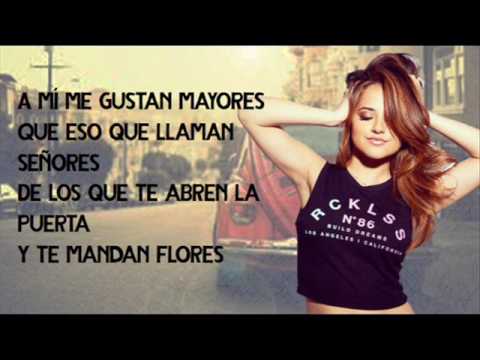 A MÍ ME GUSTAN MAYORES
QUE ESO QUE LLAMAN
SEÑORES
DE LOS QUE TE ABREN LA
PUERTA
Y TE MANDAN FLORES
RCKLSS
Nº86
BUILD DREAMS
LOS ANGELES | CALIFORNIA